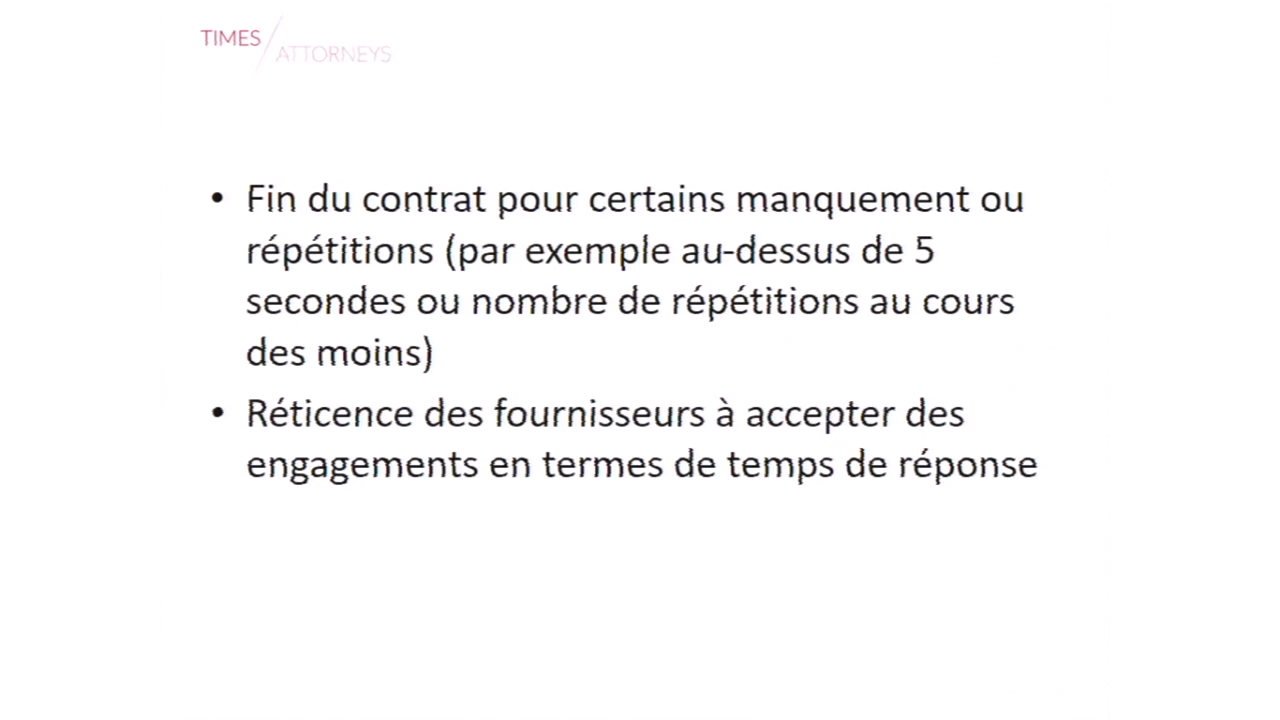 TIMES
ATTORNEYS
• Fin du contrat pour certains manquement ou
répétitions (par exemple au-dessus de 5
secondes ou nombre de répétitions au cours
des moins)
• Réticence des fournisseurs à accepter des
engagements en termes de temps de réponse